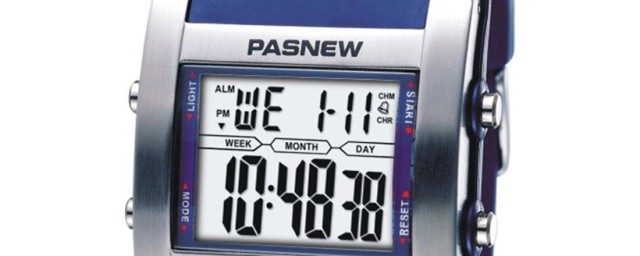 PASNEW
LIGHT
ALM
PM
WE 1-11
CHM
CHR
START
WEEK MONTH DAY
MODE
10:48 38
RESET